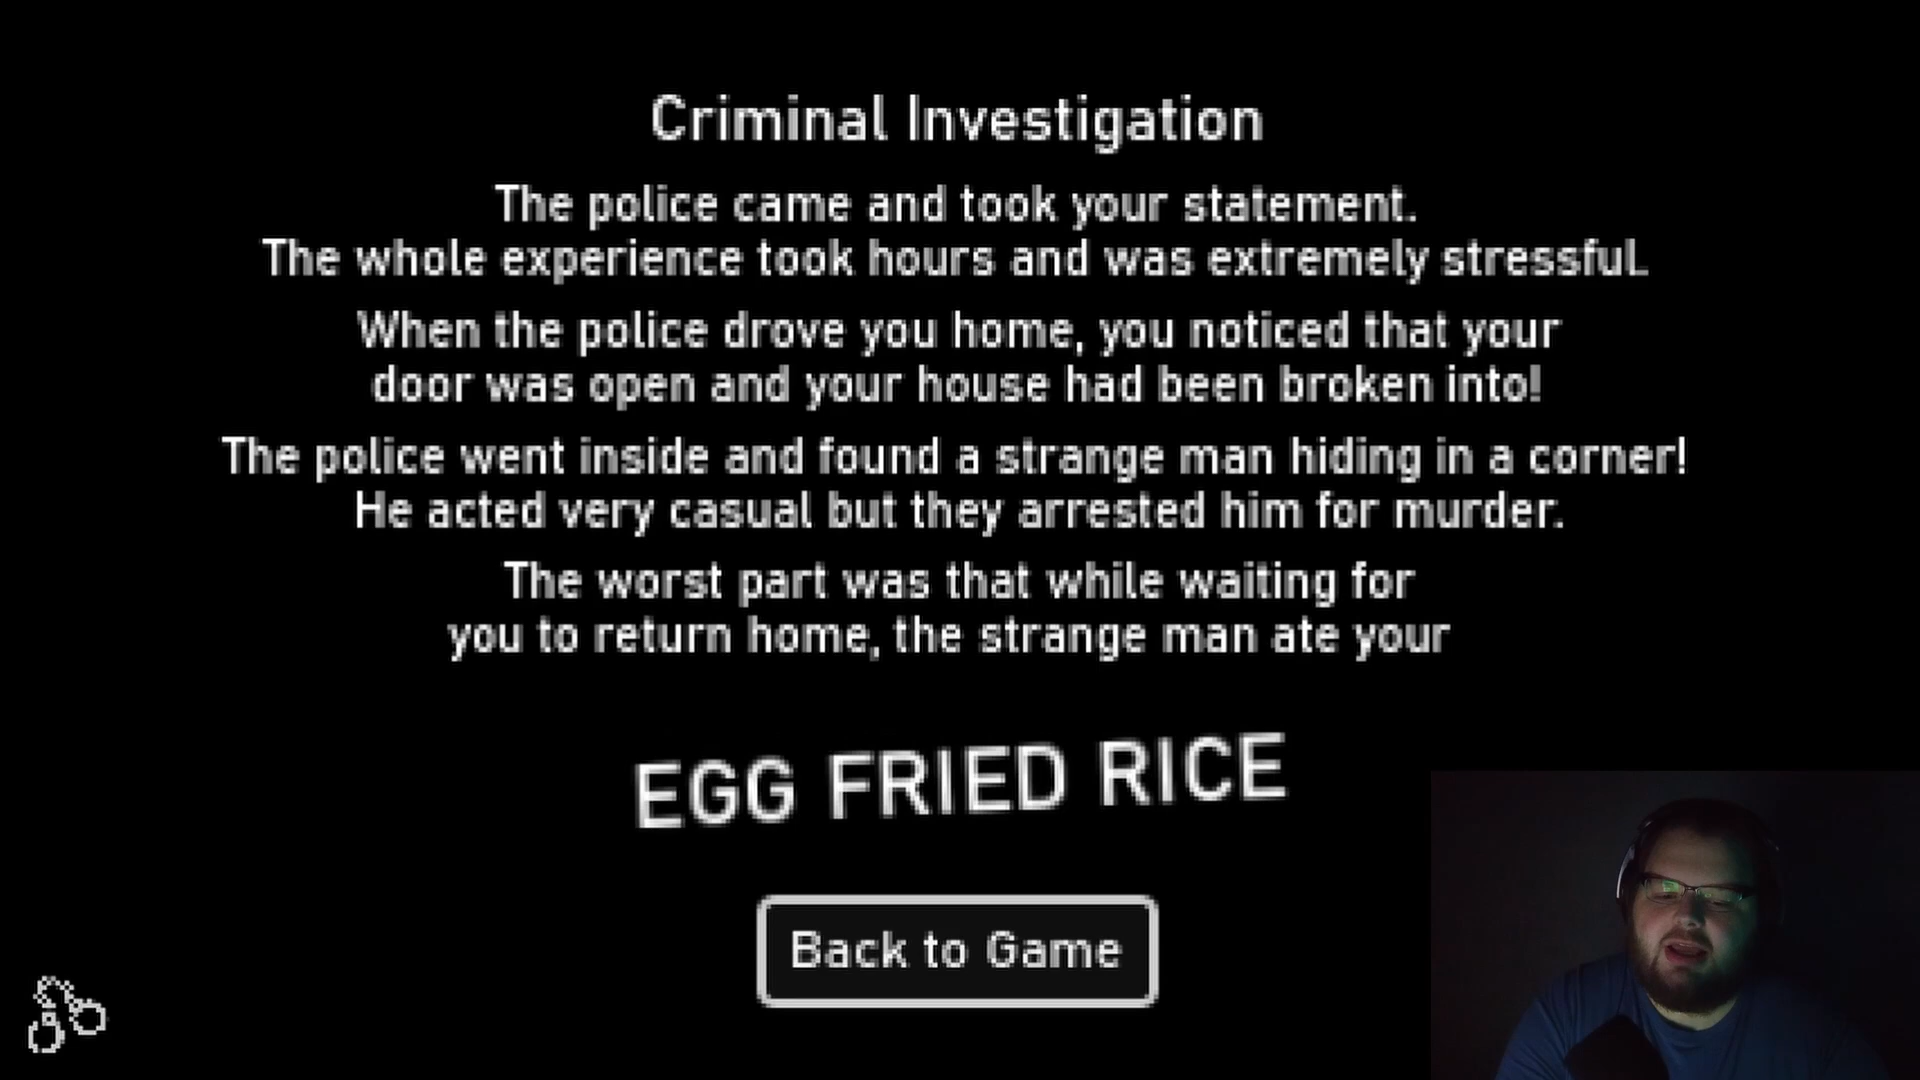 Criminal Investigation
The police came and took your statement.
The whole experience took hours and was extremely stressful.
When the police drove you home, you noticed that your
door was open and your house had been broken into!
The police went inside and found a strange man hiding in a corner!
He acted very casual but they arrested him for murder.
The worst part was that while waiting for
you to return home, the strange man ate your
EGG FRIED RICE
Back to Game